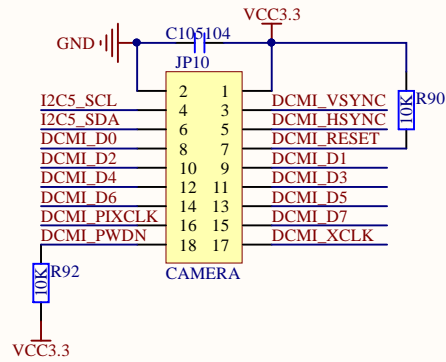 VCC3.3
C105 104
GND
JP10
2 1
I2C5_SCL 4 3 DCMI_VSYNC
I2C5_SDA 6 5 DCMI_HSYNC
DCMI_D0 8 7 DCMI_RESET
DCMI_D2 10 9 DCMI_D1
DCMI_D4 12 11 DCMI_D3
DCMI_D6 14 13 DCMI_D5
DCMI_PIXCLK 16 15 DCMI_D7
DCMI_PWDN 18 17 DCMI_XCLK
R90
10K
CAMERA
R92
10K
VCC3.3